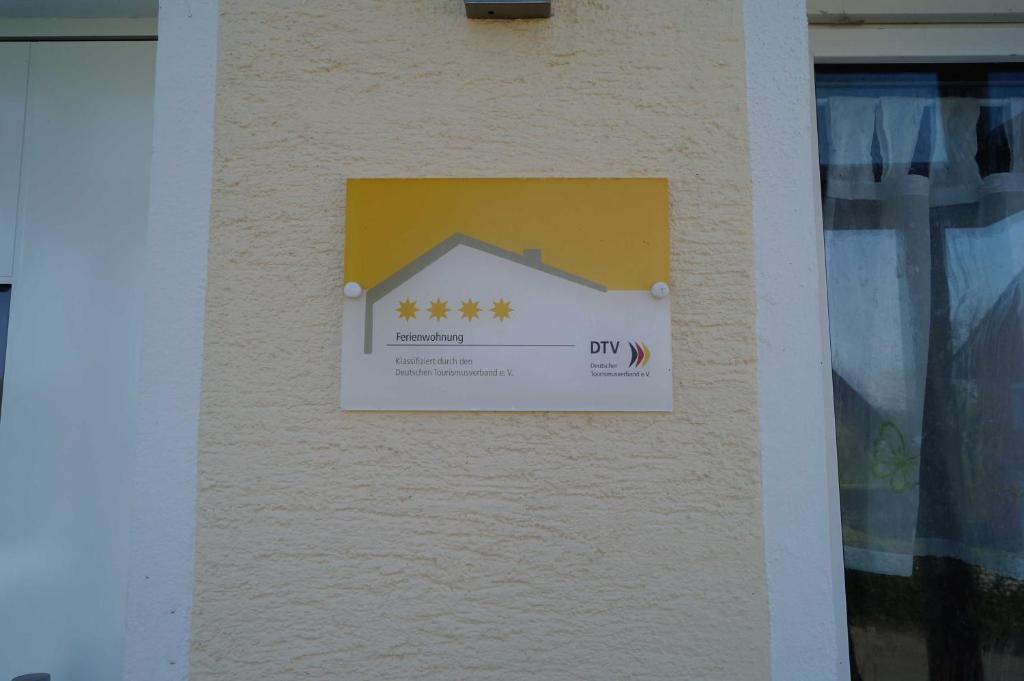 Ferienwohnung
Klassifiziert durch den
Deutschen Tourismusverband e. V.
DTV
Deutscher
Tourismusverband e.V.